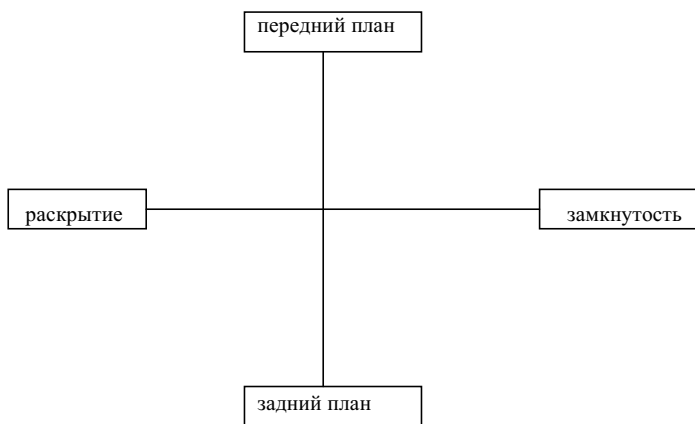 передний план
раскрытие
замкнутость
задний план